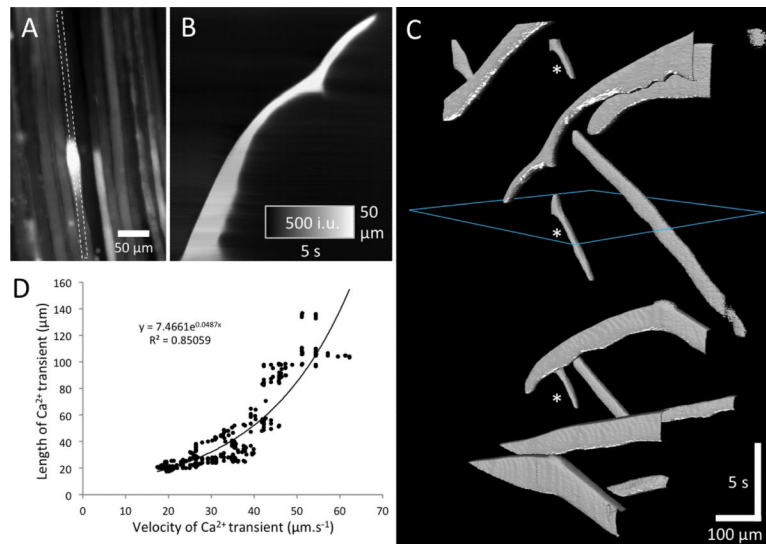 A
B
C
*
*
50 µm
500 i.u.
50
µm
5 s
D
160
140
120
100
80
60
40
20
0
y = 7.4661e^0.0487x
R² = 0.85059
Length of Ca²⁺ transient (µm)
0 10 20 30 40 50 60 70
Velocity of Ca²⁺ transient (µm.s⁻¹)
*
5 s
100 µm